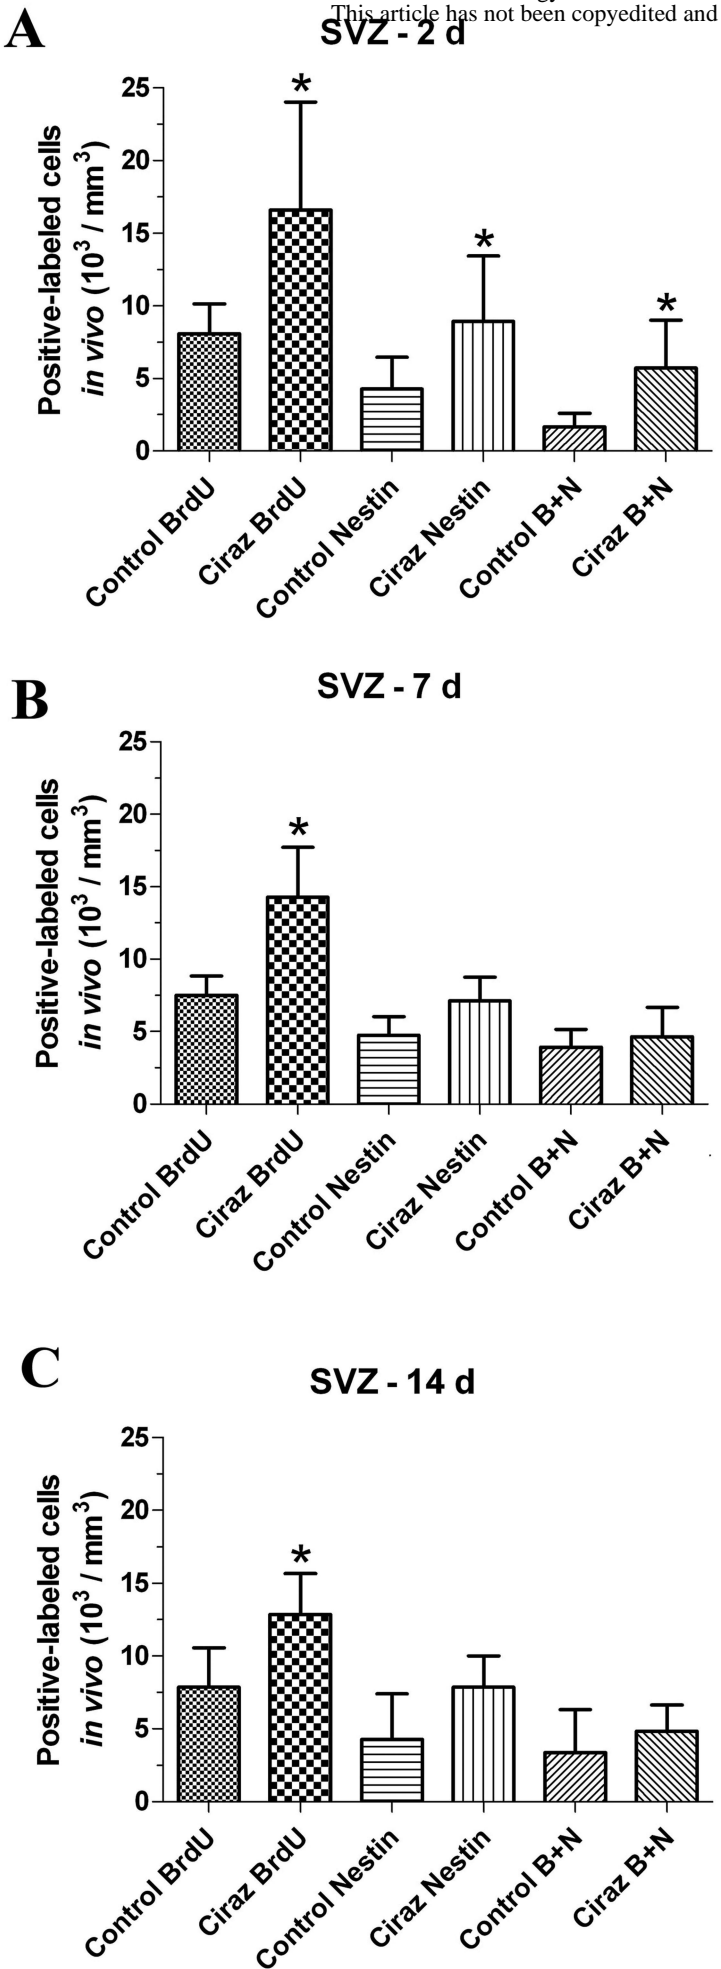 This article has not been copyedited and
A
SVZ - 2 d
Positive-labeled cells
in vivo (10³ / mm³)
25
20
15
10
5
0
*
*
*
Control BrdU
Ciraz BrdU
Control Nestin
Ciraz Nestin
Control B+N
Ciraz B+N
B
SVZ - 7 d
Positive-labeled cells
in vivo (10³ / mm³)
25
20
15
10
5
0
*
Control BrdU
Ciraz BrdU
Control Nestin
Ciraz Nestin
Control B+N
Ciraz B+N
C
SVZ - 14 d
Positive-labeled cells
in vivo (10³ / mm³)
25
20
15
10
5
0
*
Control BrdU
Ciraz BrdU
Control Nestin
Ciraz Nestin
Control B+N
Ciraz B+N